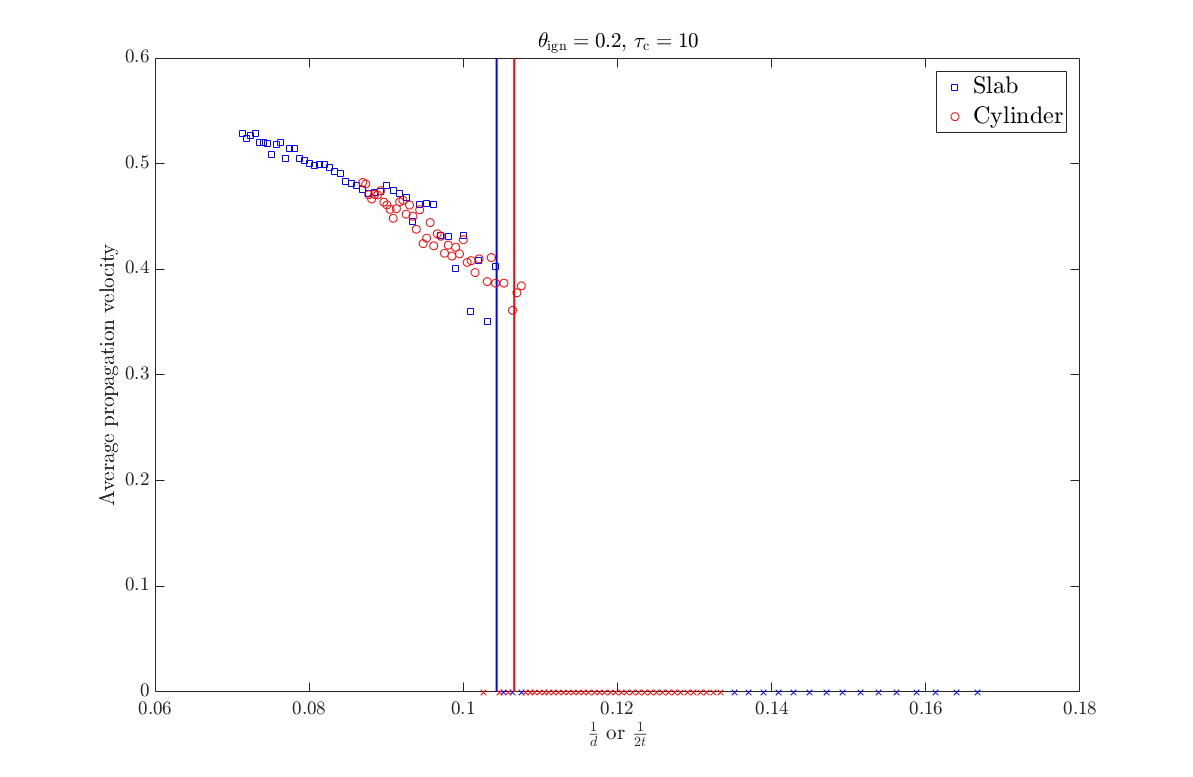 θ_ign = 0.2, τ_c = 10
0.6
0.5
0.4
0.3
0.2
0.1
0
Average propagation velocity
Slab
Cylinder
0.06 0.08 0.1 0.12 0.14 0.16 0.18
1/d or 1/2t